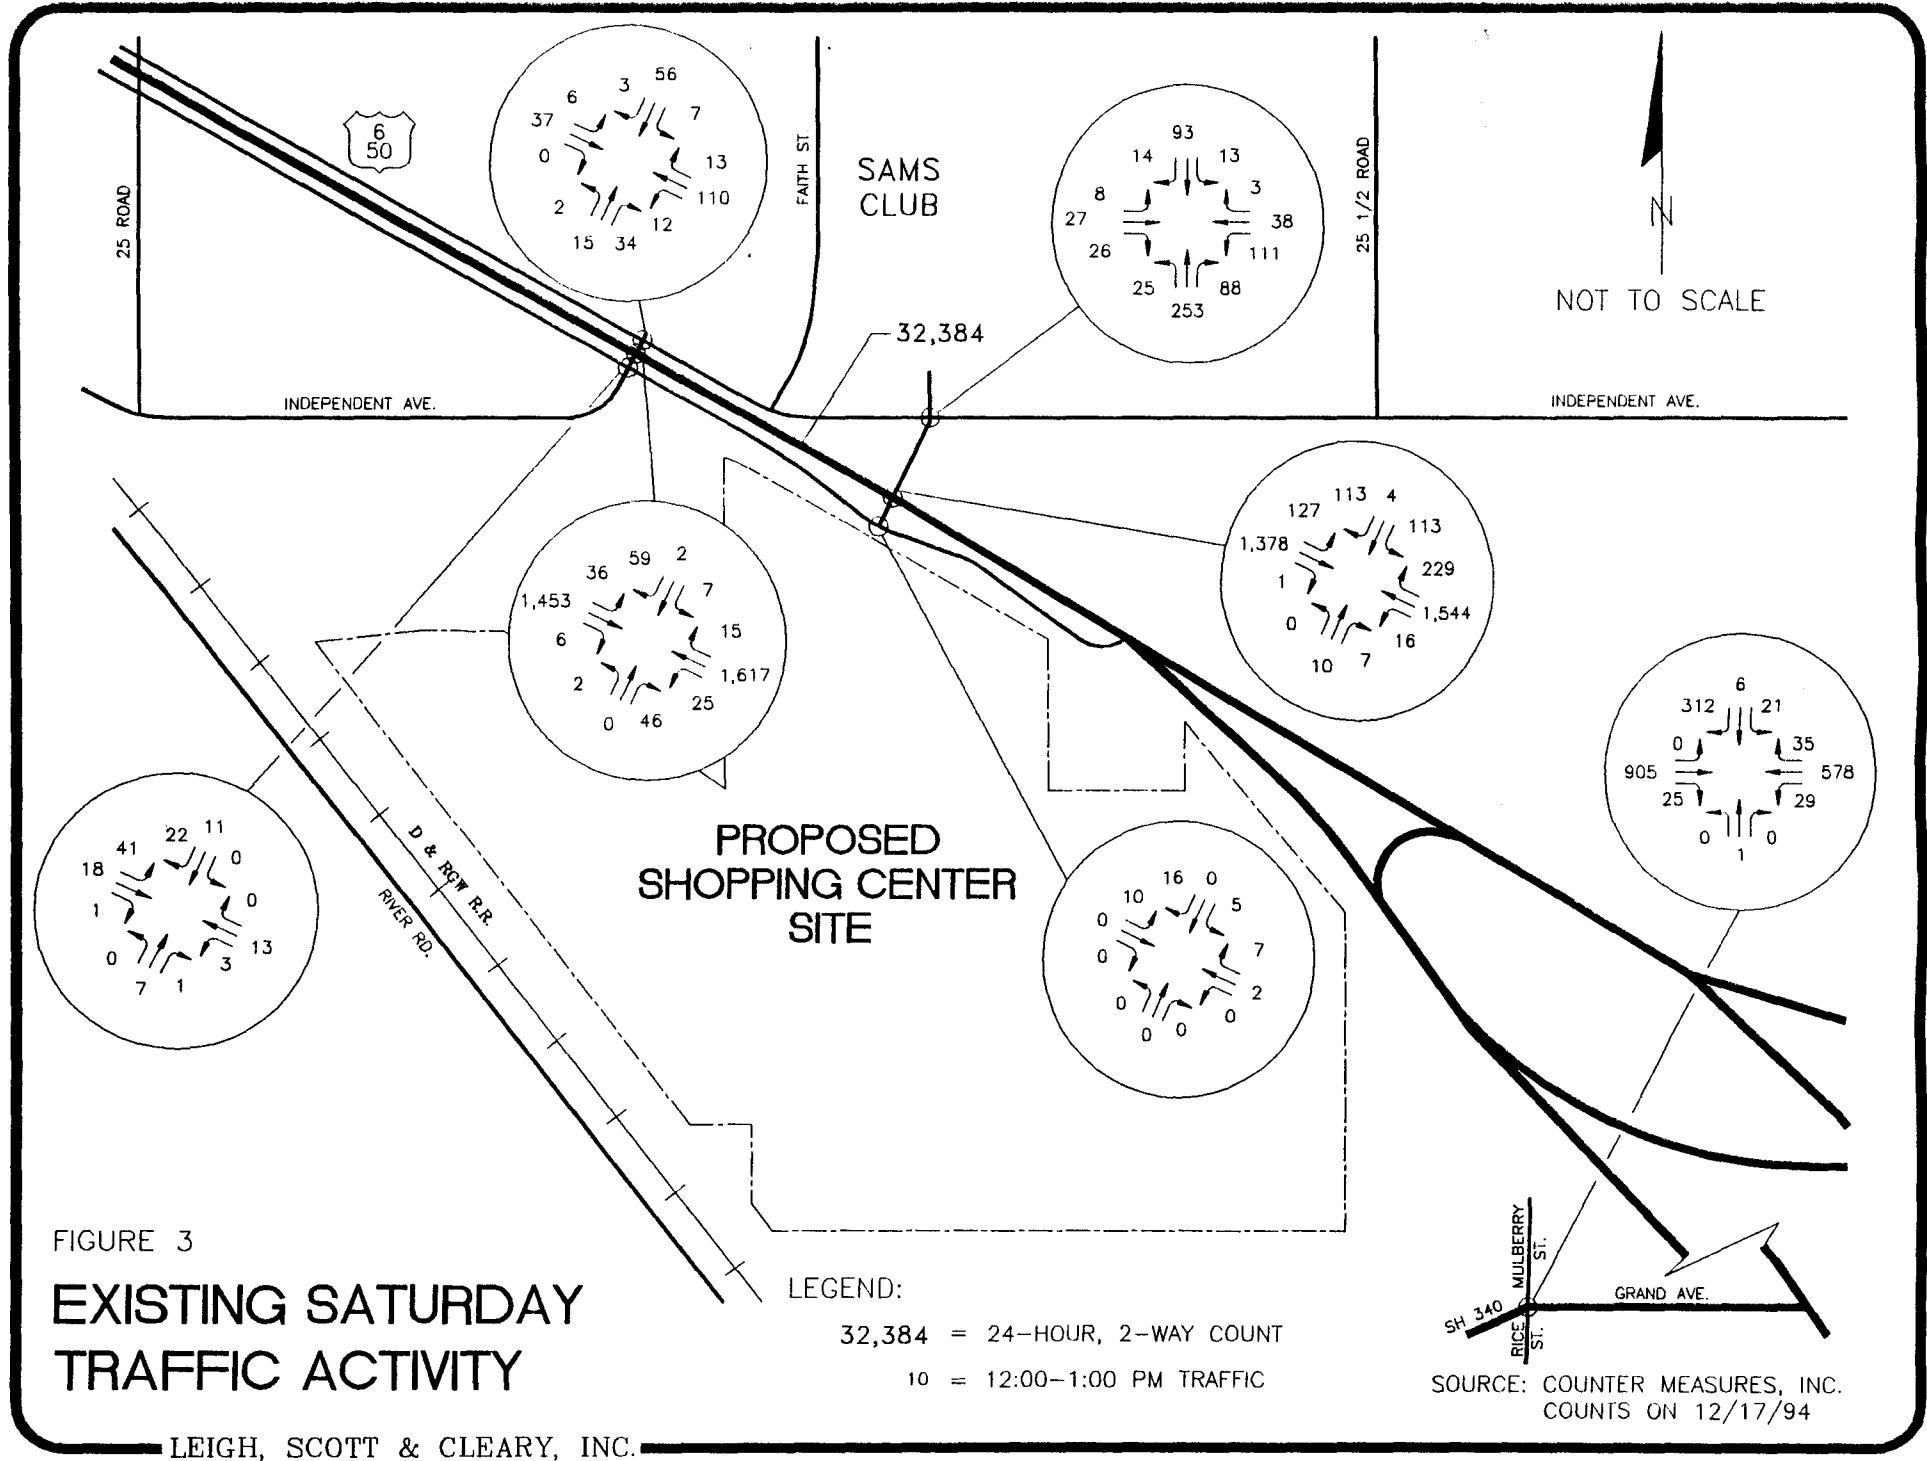 6
50
25 ROAD
FAITH ST.
SAMS
CLUB
25 1/2 ROAD
N
NOT TO SCALE
32,384
INDEPENDENT AVE.
INDEPENDENT AVE.
3 56
6 7
37
0 13
110
2 12
15 34
93
14 13
8 3
27 38
26 111
25 88
253
113 4
127 113
1,378
229
1
1,544
0 16
10 7
59 2
36 7
1,453
15
6
1,617
2 25
0 46
6
312 21
0 35
905 578
25 29
0 0
1
22 11
41 0
18
1 0
13
0 3
7 1
16 0
10 5
0
0 7
2
0 0
0 0
PROPOSED
SHOPPING CENTER
SITE
D & RGW R.R.
RIVER RD.
MULBERRY
ST.
SH 340
RICE
ST.
GRAND AVE.
FIGURE 3
EXISTING SATURDAY
TRAFFIC ACTIVITY
LEGEND:
32,384 = 24-HOUR, 2-WAY COUNT
10 = 12:00-1:00 PM TRAFFIC
SOURCE: COUNTER MEASURES, INC.
COUNTS ON 12/17/94
LEIGH, SCOTT & CLEARY, INC.